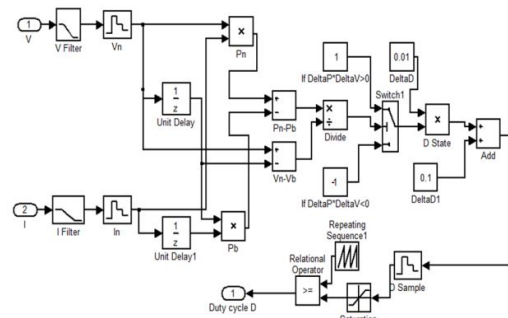 1
V
V Filter
Vn
×
Pn
1
z
Unit Delay
2
I
I Filter
In
1
z
Unit Delay1
×
Pb
+
−
Pn-Pb
+
−
Vn-Vb
×
÷
Divide
1
If DeltaP*DeltaV>0
-1
If DeltaP*DeltaV<0
Switch1
0.01
DeltaD
×
D State
0.1
DeltaD1
+
+
Add
Repeating
Sequence1
Relational
Operator
>=
1
Duty cycle D
D Sample